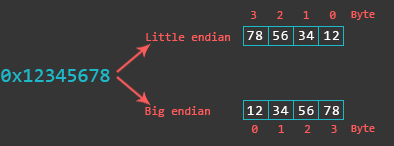 3 2 1 0 Byte
Little endian 78 56 34 12
0x12345678
Big endian 12 34 56 78
0 1 2 3 Byte